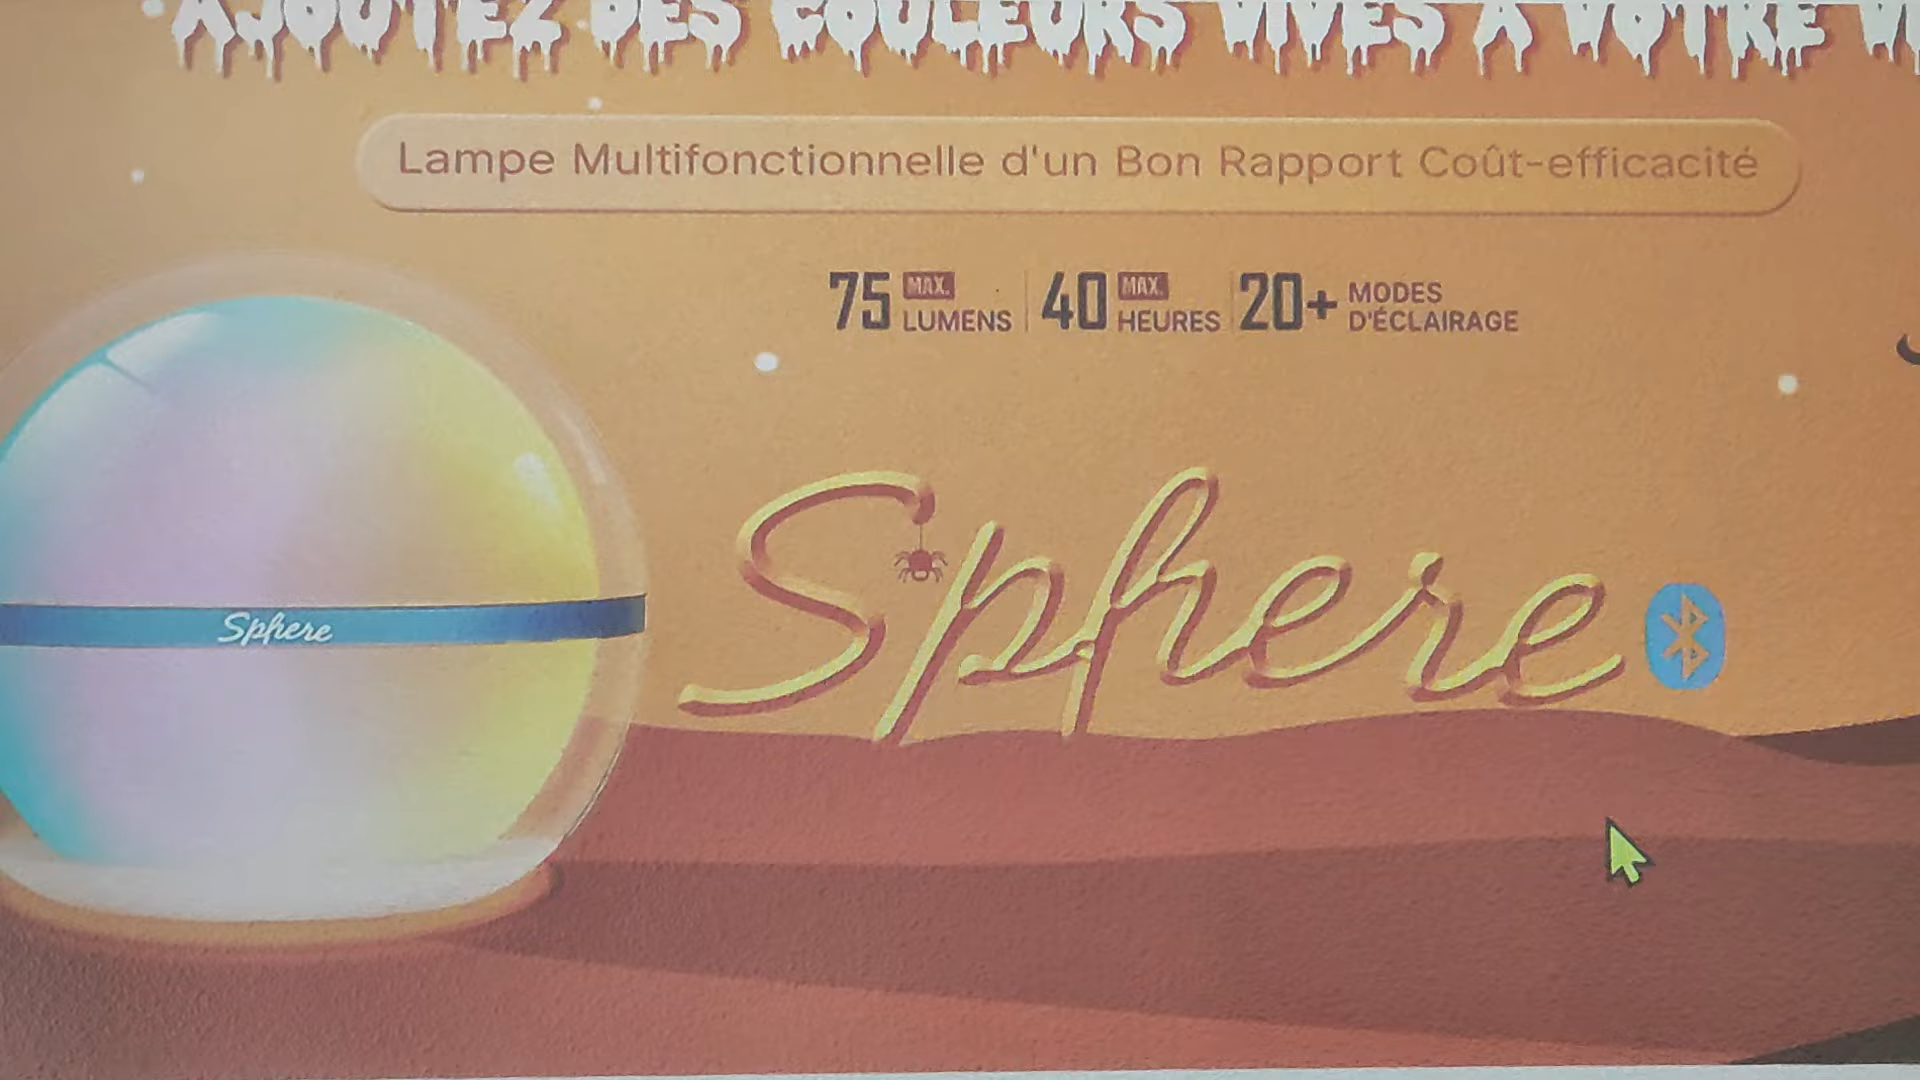 AJOUTEZ DES COULEURS VIVES À VOTRE
Lampe Multifonctionnelle d'un Bon Rapport Coût-efficacité
75 MAX. LUMENS
40 MAX. HEURES
20+ MODES D'ÉCLAIRAGE
Sphere
Sphere